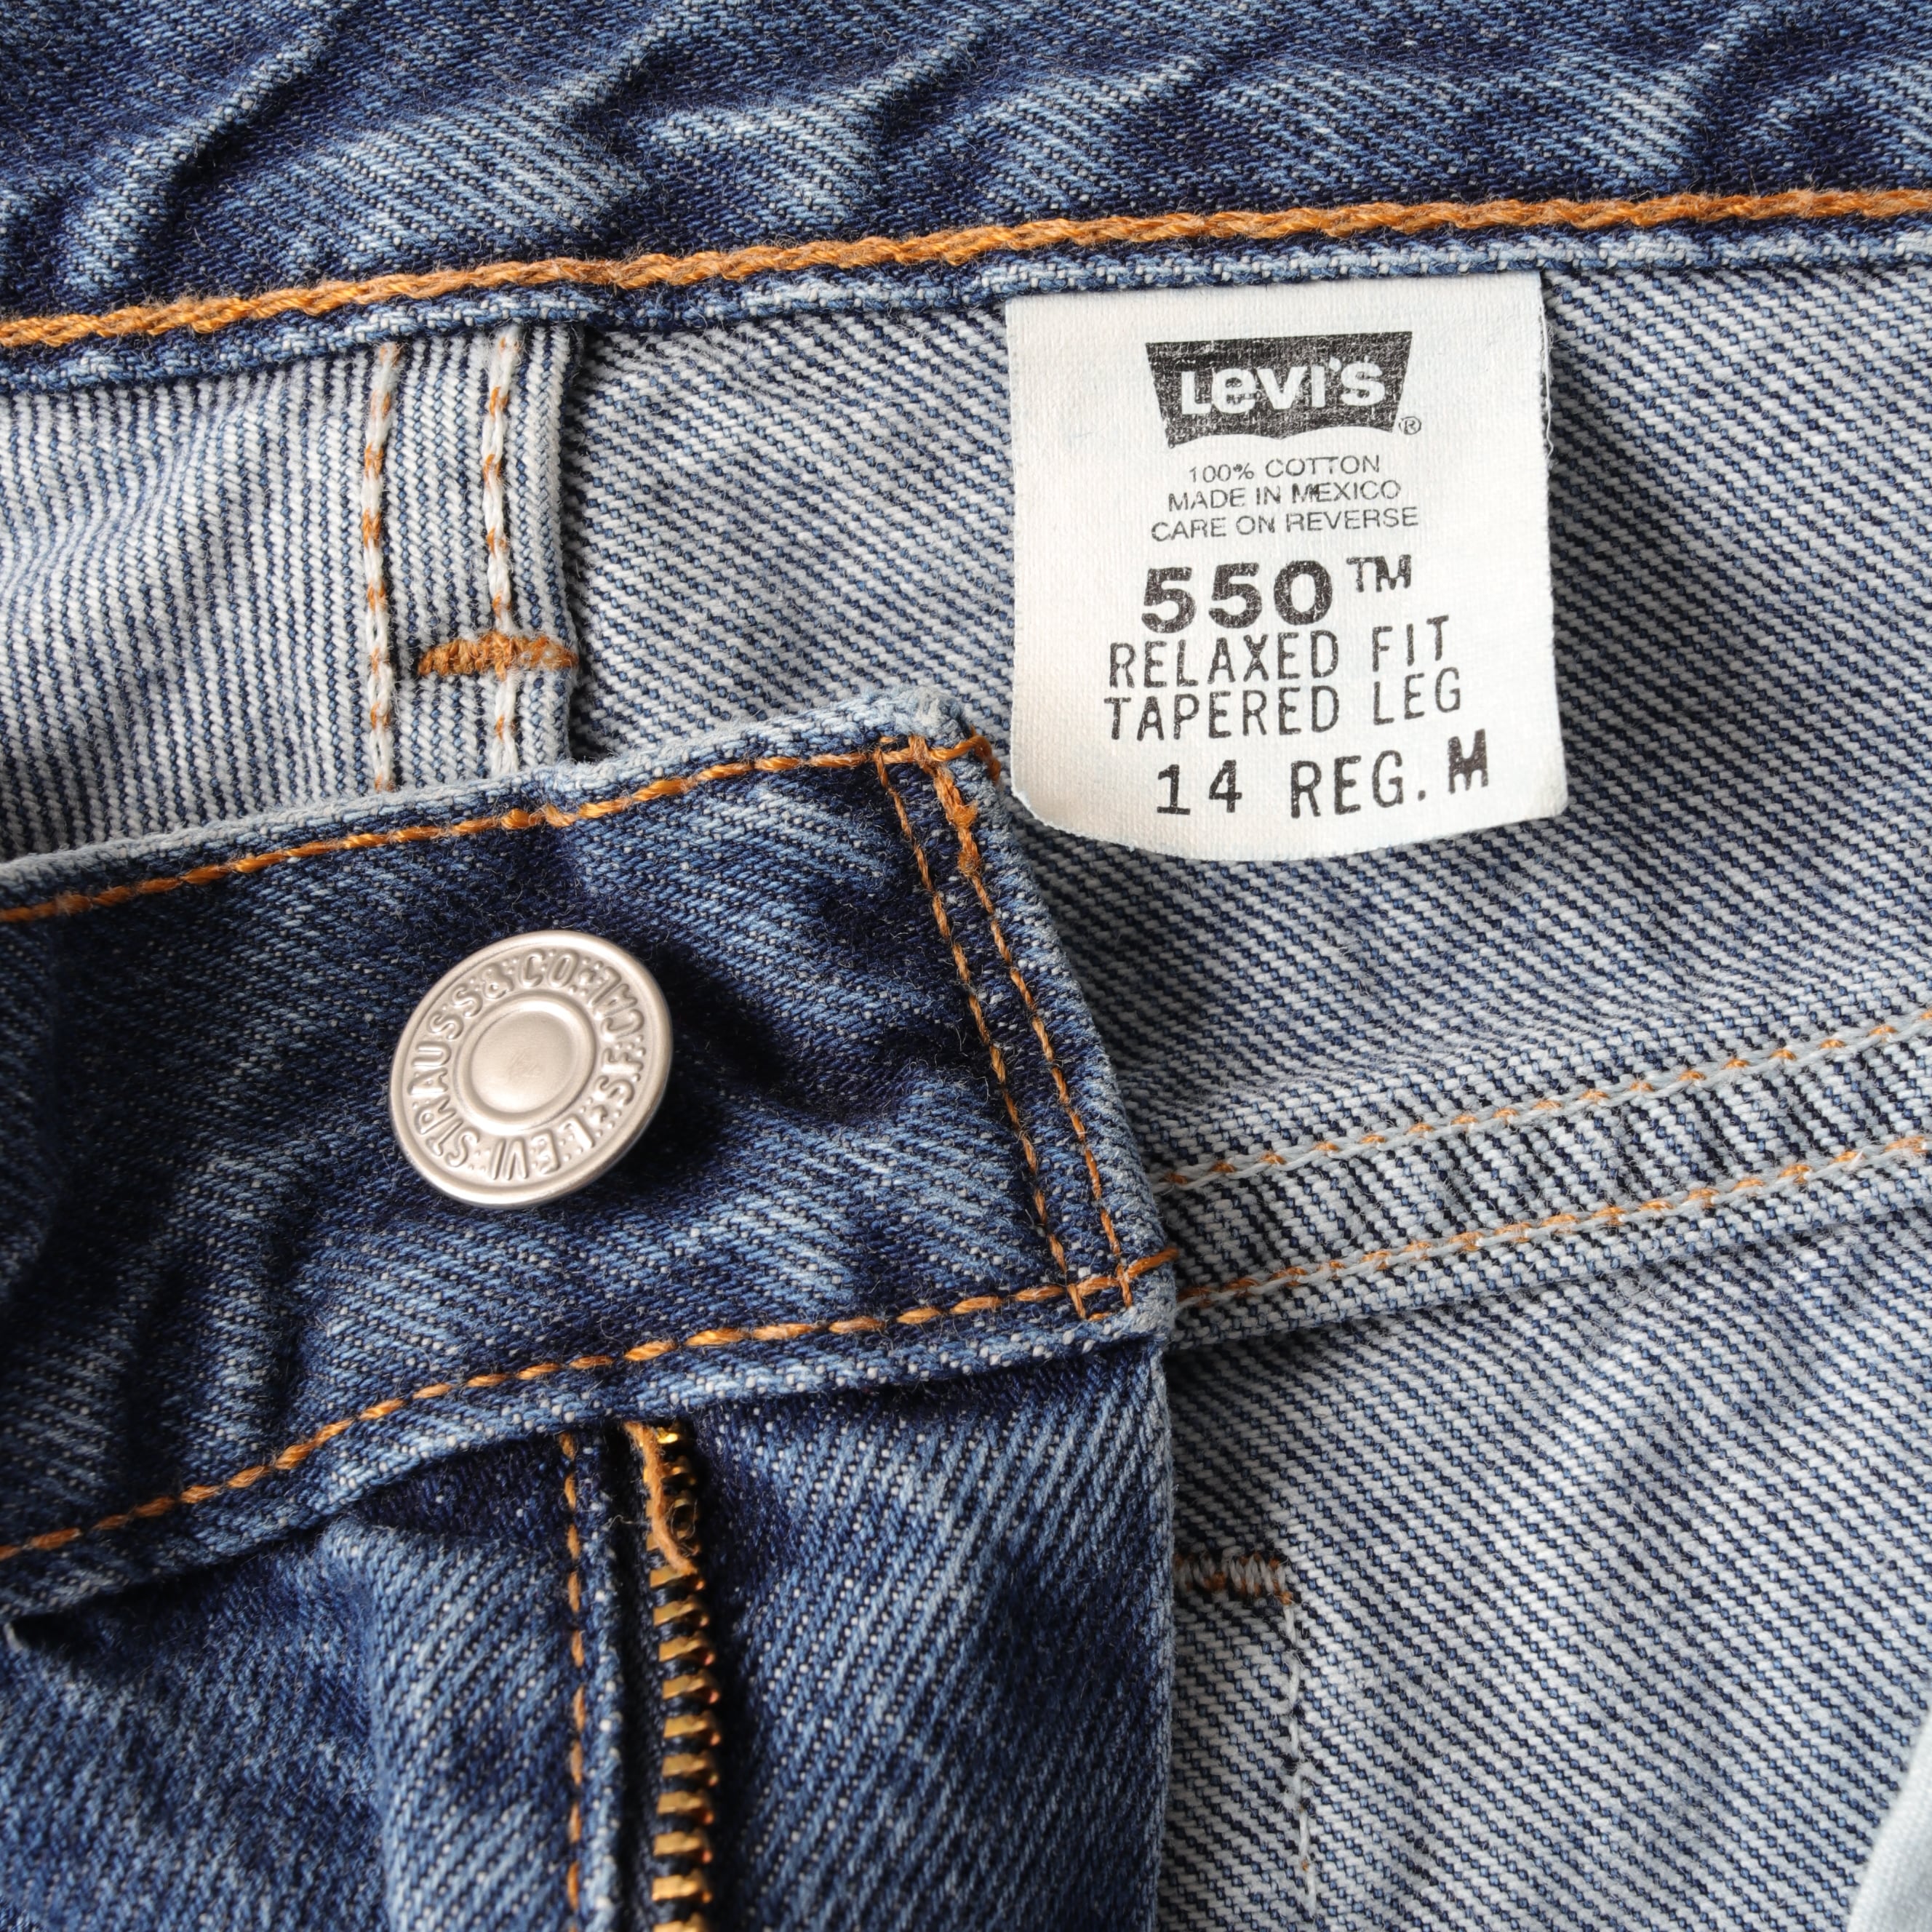 Levi's
®
100% COTTON
MADE IN MEXICO
CARE ON REVERSE
550™
RELAXED FIT
TAPERED LEG
14 REG. M
LEVI STRAUSS & CO. S.F. CAL.